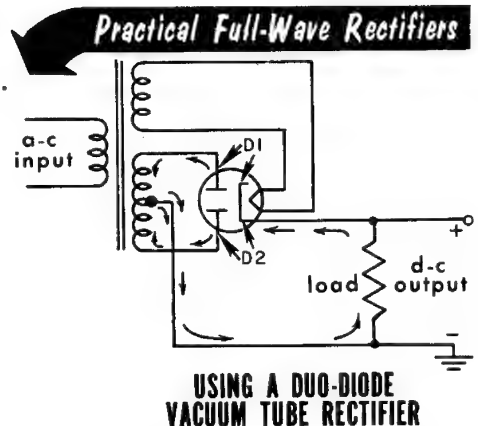 Practical Full-Wave Rectifiers
a-c
input
D1
D2
+
load
d-c
output
-
USING A DUO-DIODE
VACUUM TUBE RECTIFIER